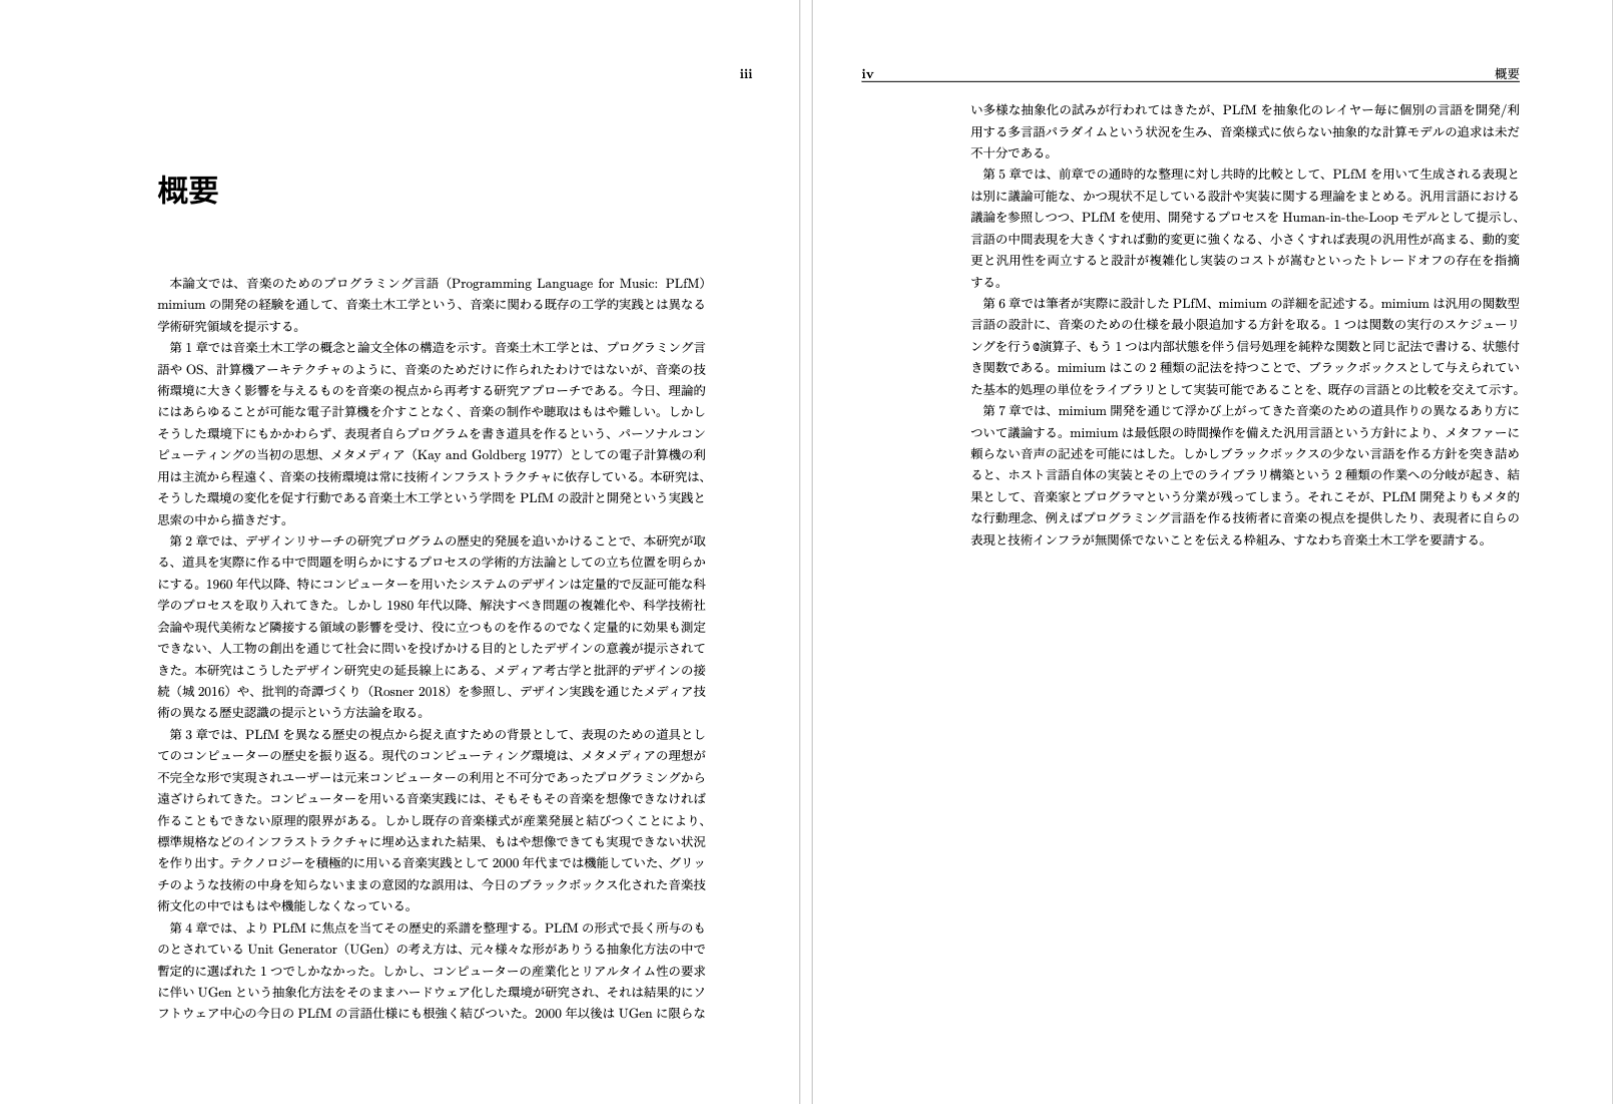 iii
概要
本論文では、音楽のためのプログラミング言語（Programming Language for Music: PLfM）
mimium の開発の経験を通して、音楽土木工学という、音楽に関わる既存の工学的実践とは異なる
学術研究領域を提示する。
第 1 章では音楽土木工学の概念と論文全体の構造を示す。音楽土木工学とは、プログラミング言
語や OS、計算機アーキテクチャのように、音楽のためだけに作られたわけではないが、音楽の技
術環境に大きく影響を与えるものを音楽の視点から再考する研究アプローチである。今日、理論的
にはあらゆることが可能な電子計算機を介すことなく、音楽の制作や聴取はもはや難しい。しかし
そうした環境下にもかかわらず、表現者自らプログラムを書き道具を作るという、パーソナルコン
ピューティングの当初の思想、メタメディア（Kay and Goldberg 1977）としての電子計算機の利
用は主流から程遠く、音楽の技術環境は常に技術インフラストラクチャに依存している。本研究は、
そうした環境の変化を促す行動である音楽土木工学という学問を PLfM の設計と開発という実践と
思索の中から描きだす。
第 2 章では、デザインリサーチの研究プログラムの歴史的発展を追いかけることで、本研究が取
る、道具を実際に作る中で問題を明らかにするプロセスの学術的方法論としての立ち位置を明らか
にする。1960 年代以降、特にコンピューターを用いたシステムのデザインは定量的で反証可能な科
学のプロセスを取り入れてきた。しかし 1980 年代以降、解決すべき問題の複雑化や、科学技術社
会論や現代美術など隣接する領域の影響を受け、役に立つものを作るのでなく定量的に効果も測定
できない、人工物の創出を通じて社会に問いを投げかける目的としたデザインの意義が提示されて
きた。本研究はこうしたデザイン研究史の延長線上にある、メディア考古学と批評的デザインの接
続（城 2016）や、批判的奇譚づくり（Rosner 2018）を参照し、デザイン実践を通じたメディア技
術の異なる歴史認識の提示という方法論を取る。
第 3 章では、PLfM を異なる歴史の視点から捉え直すための背景として、表現のための道具とし
てのコンピューターの歴史を振り返る。現代のコンピューティング環境は、メタメディアの理想が
不完全な形で実現されユーザーは元来コンピューターの利用と不可分であったプログラミングから
遠ざけられてきた。コンピューターを用いる音楽実践には、そもそもその音楽を想像できなければ
作ることもできない原理的限界がある。しかし既存の音楽様式が産業発展と結びつくことにより、
標準規格などのインフラストラクチャに埋め込まれた結果、もはや想像できても実現できない状況
を作り出す。テクノロジーを積極的に用いる音楽実践として 2000 年代までは機能していた、グリッ
チのような技術の中身を知らないままの意図的な誤用は、今日のブラックボックス化された音楽技
術文化の中ではもはや機能しなくなっている。
第 4 章では、より PLfM に焦点を当てその歴史的系譜を整理する。PLfM の形式で長く所与のも
のとされている Unit Generator（UGen）の考え方は、元々様々な形がありうる抽象化方法の中で
暫定的に選ばれた 1 つでしかなかった。しかし、コンピューターの産業化とリアルタイム性の要求
に伴い UGen という抽象化方法をそのままハードウェア化した環境が研究され、それは結果的にソ
フトウェア中心の今日の PLfM の言語仕様にも根強く結びついた。2000 年以後は UGen に限らな
iv
概要
い多様な抽象化の試みが行われてはきたが、PLfM を抽象化のレイヤー毎に個別の言語を開発/利
用する多言語パラダイムという状況を生み、音楽様式に依らない抽象的な計算モデルの追求は未だ
不十分である。
第 5 章では、前章での通時的な整理に対し共時的比較として、PLfM を用いて生成される表現と
は別に議論可能な、かつ現状不足している設計や実装に関する理論をまとめる。汎用言語における
議論を参照しつつ、PLfM を使用、開発するプロセスを Human-in-the-Loop モデルとして提示し、
言語の中間表現を大きくすれば動的変更に強くなる、小さくすれば表現の汎用性が高まる、動的変
更と汎用性を両立すると設計が複雑化し実装のコストが嵩むといったトレードオフの存在を指摘
する。
第 6 章では筆者が実際に設計した PLfM、mimium の詳細を記述する。mimium は汎用の関数型
言語の設計に、音楽のための仕様を最小限追加する方針を取る。1 つは関数の実行のスケジューリ
ングを行う@演算子、もう 1 つは内部状態を伴う信号処理を純粋な関数と同じ記法で書ける、状態付
き関数である。mimium はこの 2 種類の記法を持つことで、ブラックボックスとして与えられてい
た基本的処理の単位をライブラリとして実装可能であることを、既存の言語との比較を交えて示す。
第 7 章では、mimium 開発を通じて浮かび上がってきた音楽のための道具作りの異なるあり方に
ついて議論する。mimium は最低限の時間操作を備えた汎用言語という方針により、メタファーに
頼らない音声の記述を可能にはした。しかしブラックボックスの少ない言語を作る方針を突き詰め
ると、ホスト言語自体の実装とその上でのライブラリ構築という 2 種類の作業への分岐が起き、結
果として、音楽家とプログラマという分業が残ってしまう。それこそが、PLfM 開発よりもメタ的
な行動理念、例えばプログラミング言語を作る技術者に音楽の視点を提供したり、表現者に自らの
表現と技術インフラが無関係でないことを伝える枠組み、すなわち音楽土木工学を要請する。